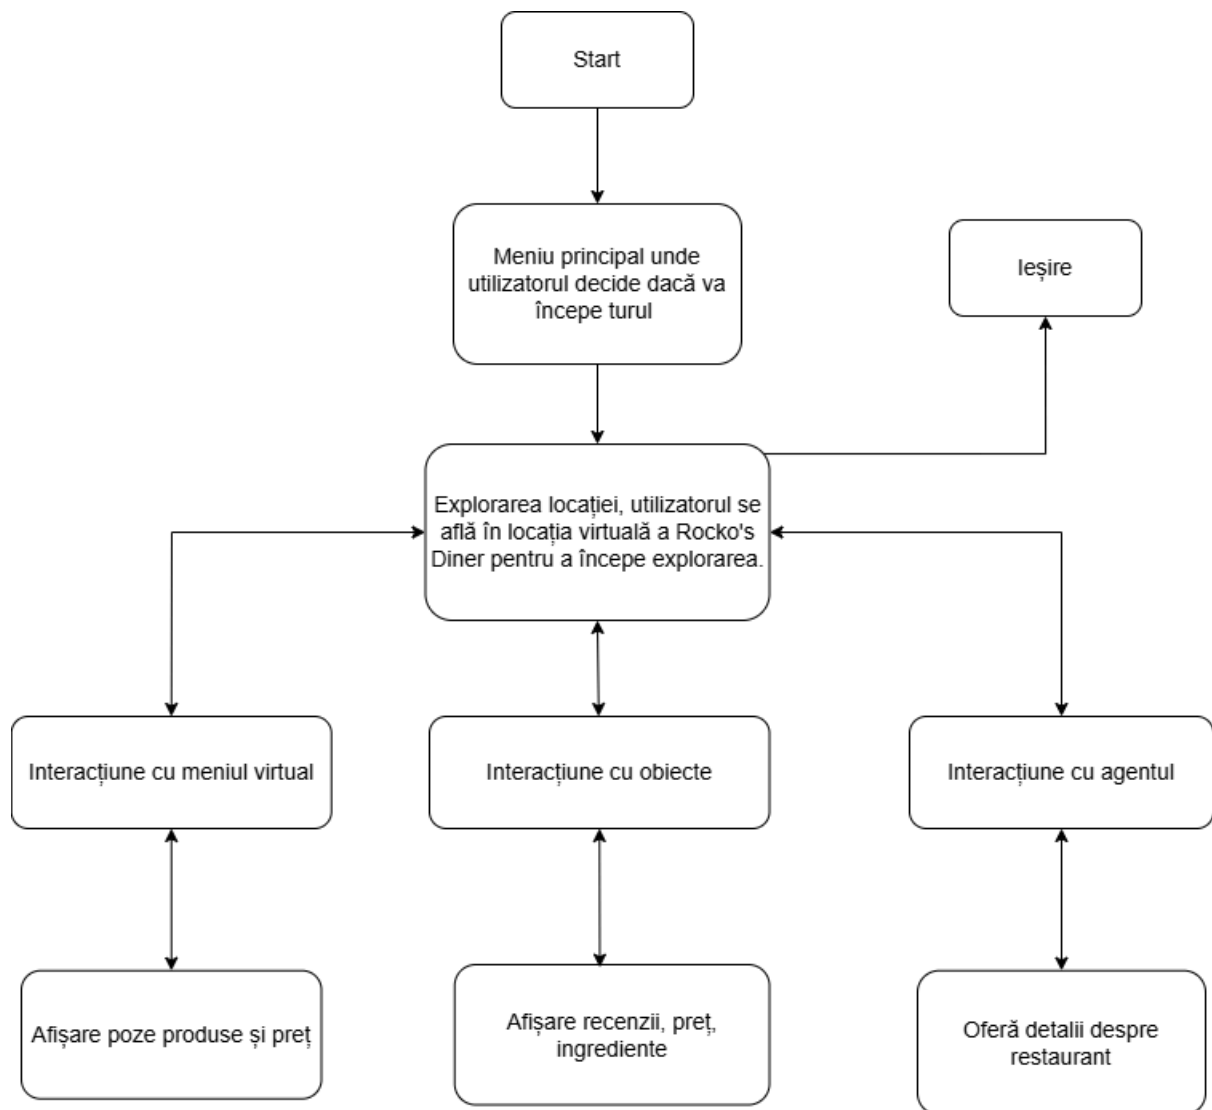 Start
Meniu principal unde
utilizatorul decide dacă va
începe turul
Ieșire
Explorarea locației, utilizatorul se
află în locația virtuală a Rocko's
Diner pentru a începe explorarea.
Interacțiune cu meniul virtual
Interacțiune cu obiecte
Interacțiune cu agentul
Afișare poze produse și preț
Afișare recenzii, preț,
ingrediente
Oferă detalii despre
restaurant